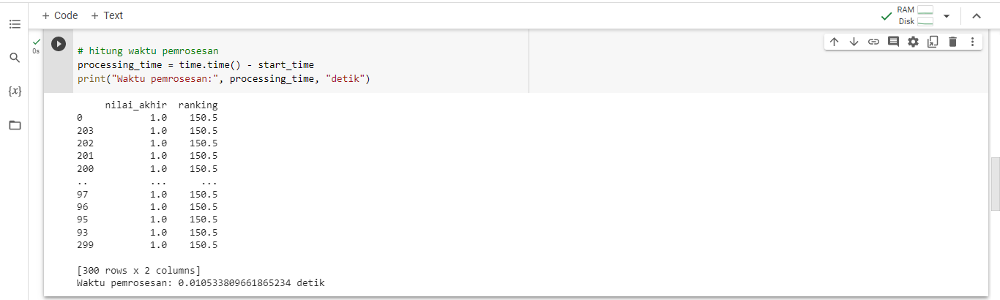 + Code + Text
RAM
Disk
0s
{x}
# hitung waktu pemrosesan
processing_time = time.time() - start_time
print("Waktu pemrosesan:", processing_time, "detik")
nilai_akhir ranking
0 1.0 150.5
203 1.0 150.5
202 1.0 150.5
201 1.0 150.5
200 1.0 150.5
.. ... ...
97 1.0 150.5
96 1.0 150.5
95 1.0 150.5
93 1.0 150.5
299 1.0 150.5
[300 rows x 2 columns]
Waktu pemrosesan: 0.010533809661865234 detik